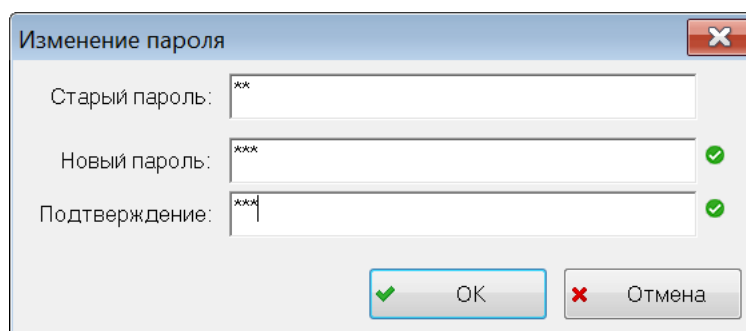 Изменение пароля
Старый пароль: **
Новый пароль: ***
Подтверждение: ***
OK Отмена